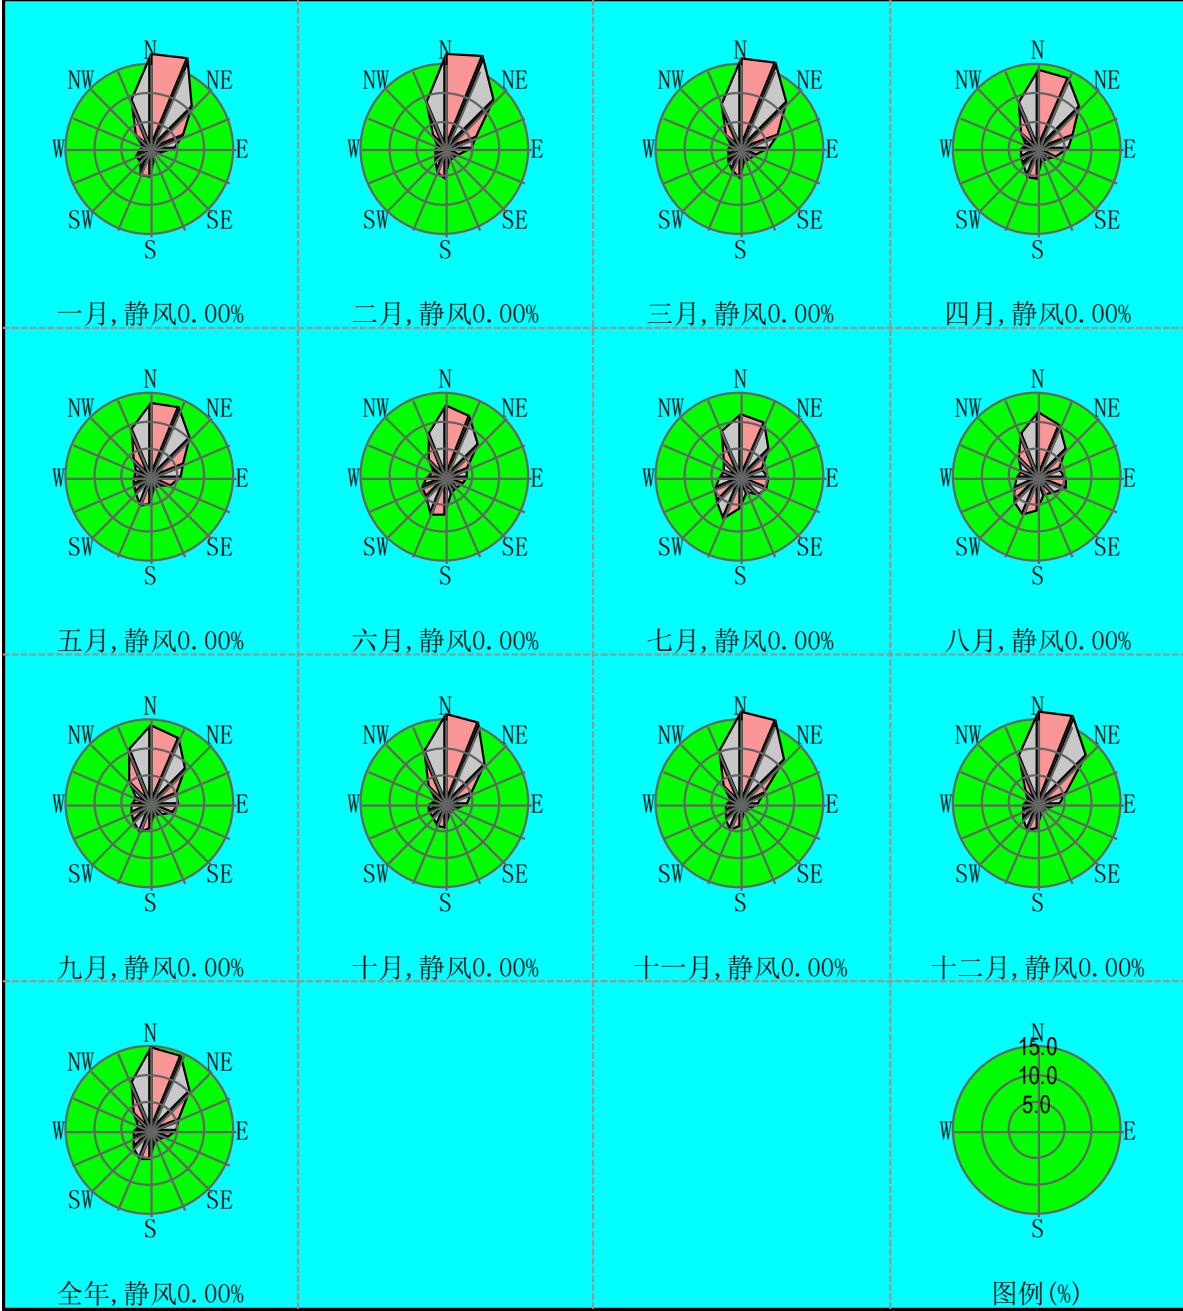 N N N N
NW NE NW NE NW NE NW NE
W E W E W E W E
SW SE SW SE SW SE SW SE
S S S S
一月,静风0.00% 二月,静风0.00% 三月,静风0.00% 四月,静风0.00%
N N N N
NW NE NW NE NW NE NW NE
W E W E W E W E
SW SE SW SE SW SE SW SE
S S S S
五月,静风0.00% 六月,静风0.00% 七月,静风0.00% 八月,静风0.00%
N N N N
NW NE NW NE NW NE NW NE
W E W E W E W E
SW SE SW SE SW SE SW SE
S S S S
九月,静风0.00% 十月,静风0.00% 十一月,静风0.00% 十二月,静风0.00%
N N
15.0
NW NE
10.0
5.0
W E W E
SW SE
S S
全年,静风0.00% 图例(%)